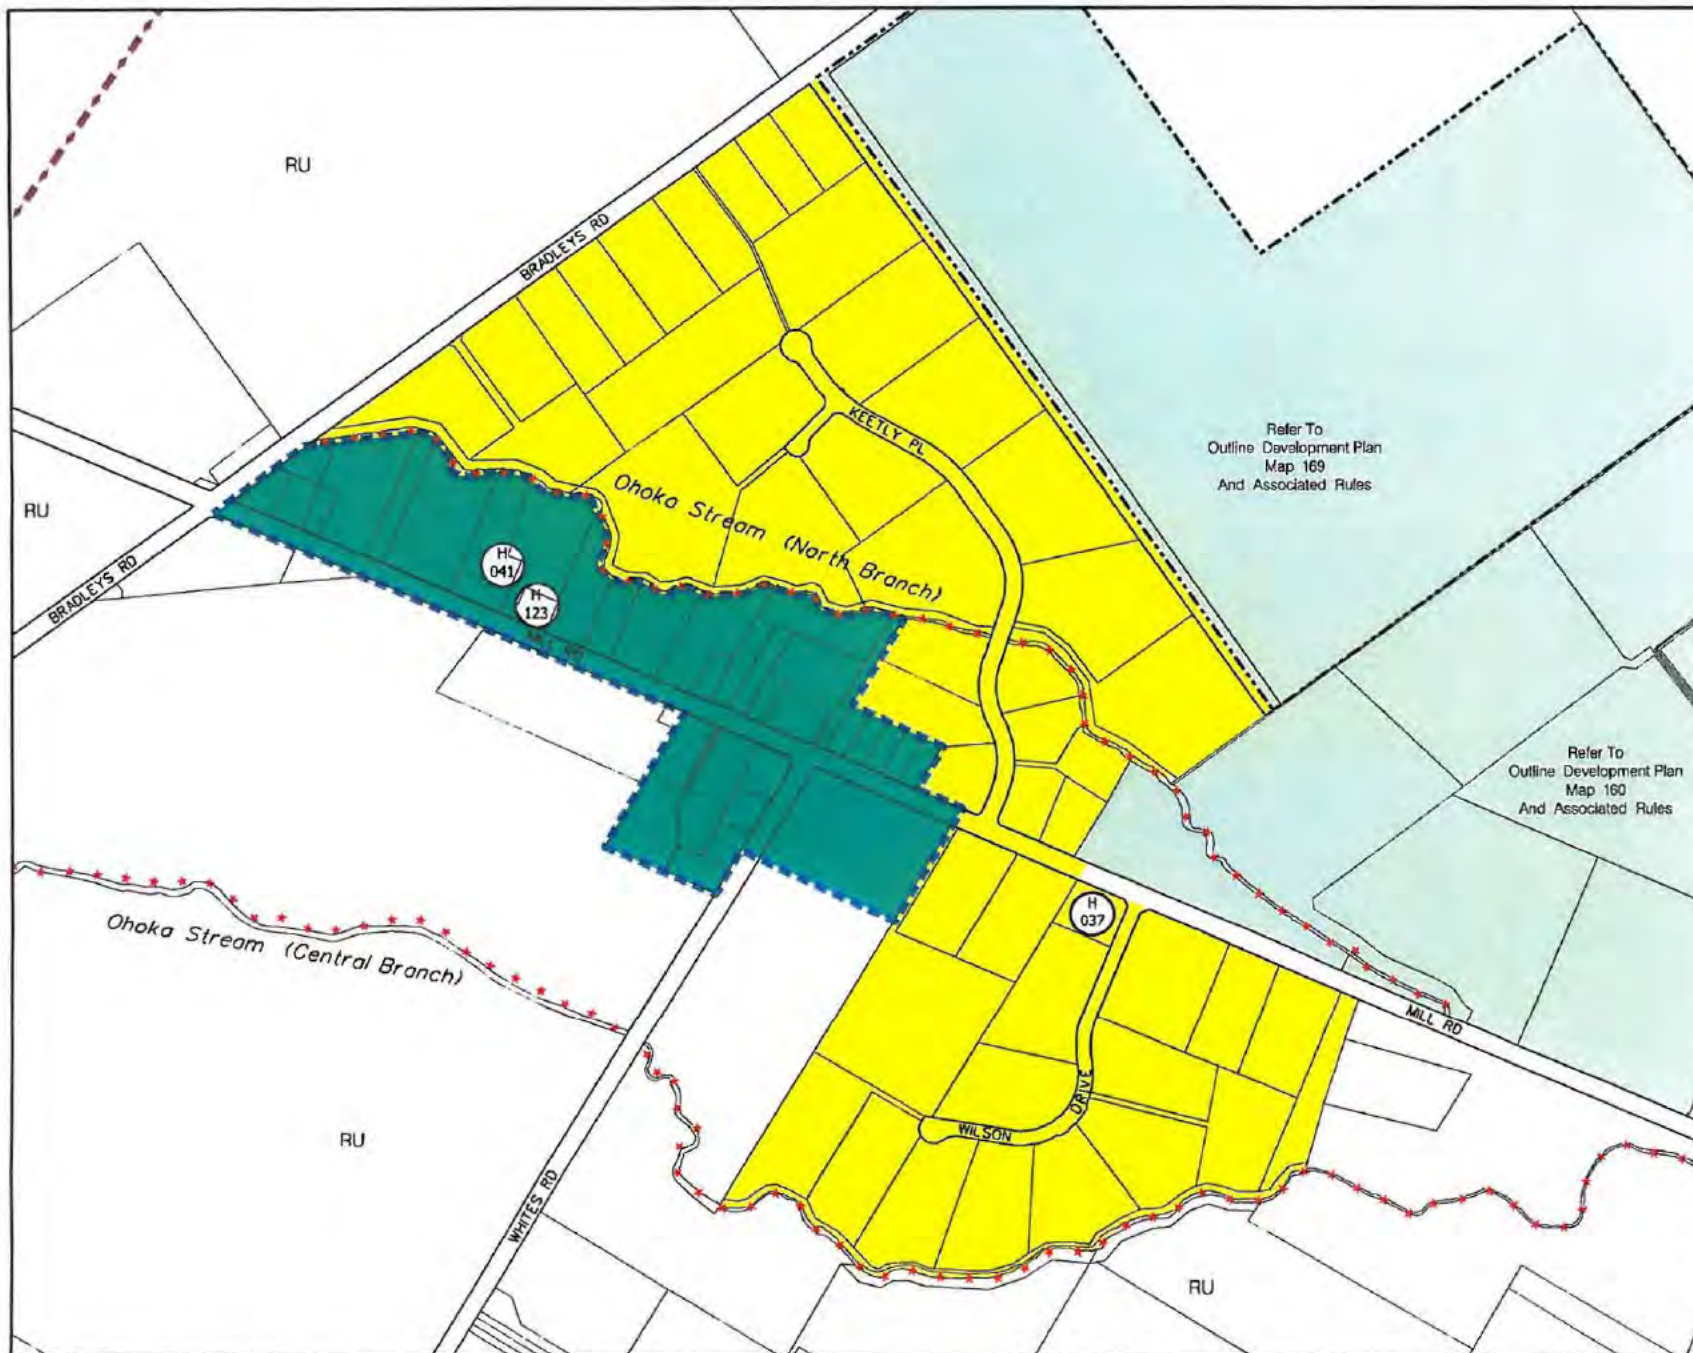 RU
BRADLEYS RD
KEETLY PL
Refer To
Outline Development Plan
Map 169
And Associated Rules
RU
Ohoka Stream (North Branch)
H
041
H
123
BRADLEYS RD
MILL RD
Refer To
Outline Development Plan
Map 160
And Associated Rules
H
037
Ohoka Stream (Central Branch)
MILL RD
WILSON DRIVE
RU
WHITES RD
RU